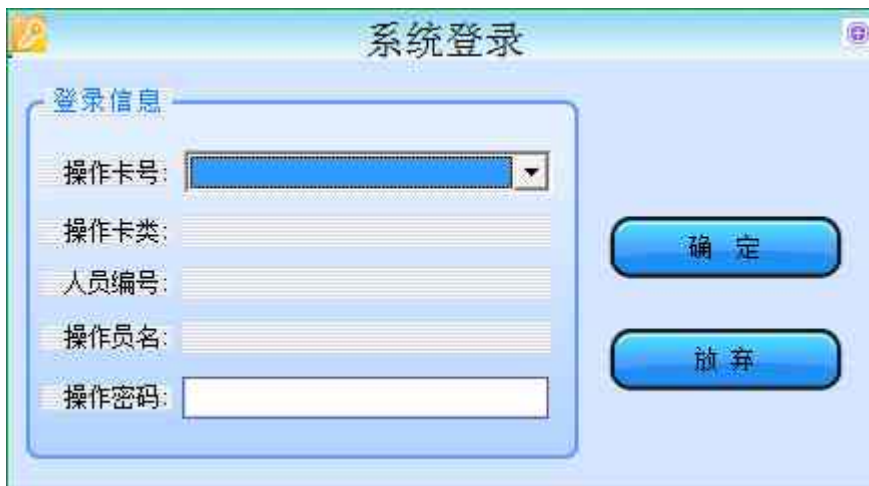 系统登录
登录信息
操作卡号:
操作卡类:
人员编号:
操作员名:
操作密码:
确 定
放 弃